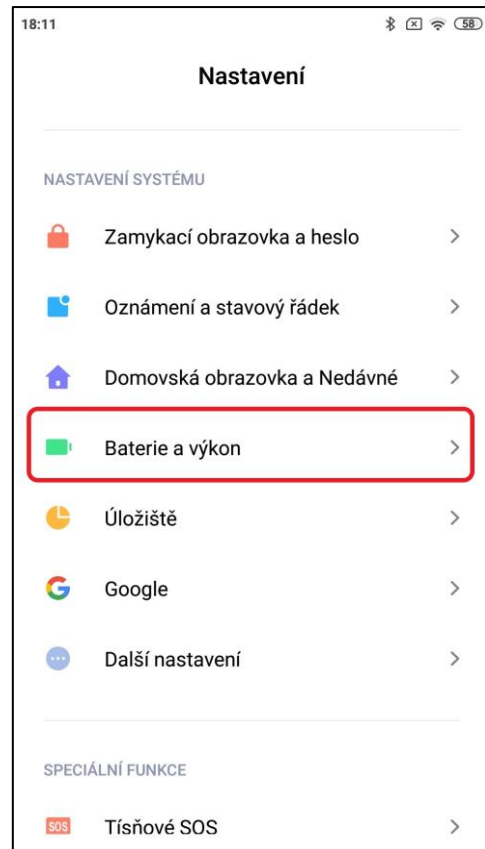 18:11
58
Nastavení
NASTAVENÍ SYSTÉMU
Zamykací obrazovka a heslo
Oznámení a stavový řádek
Domovská obrazovka a Nedávné
Baterie a výkon
Úložiště
Google
Další nastavení
SPECIÁLNÍ FUNKCE
SOS
Tísňové SOS